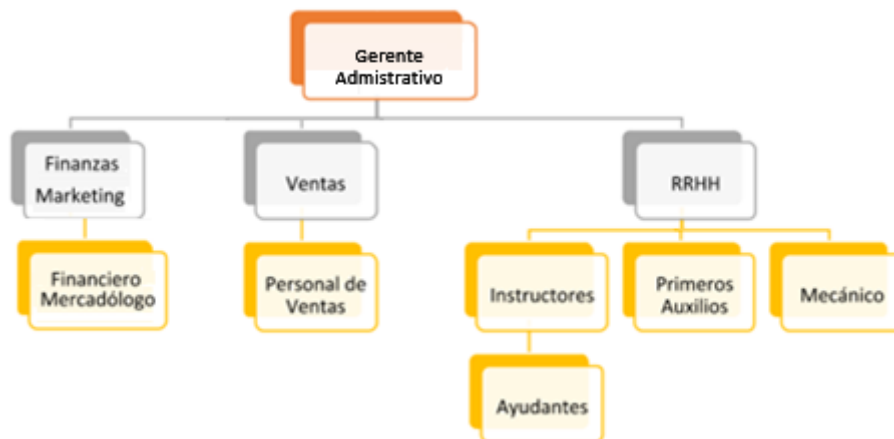 Gerente
Admistrativo
Finanzas
Marketing
Ventas
RRHH
Financiero
Mercadólogo
Personal de
Ventas
Instructores
Primeros
Auxilios
Mecánico
Ayudantes